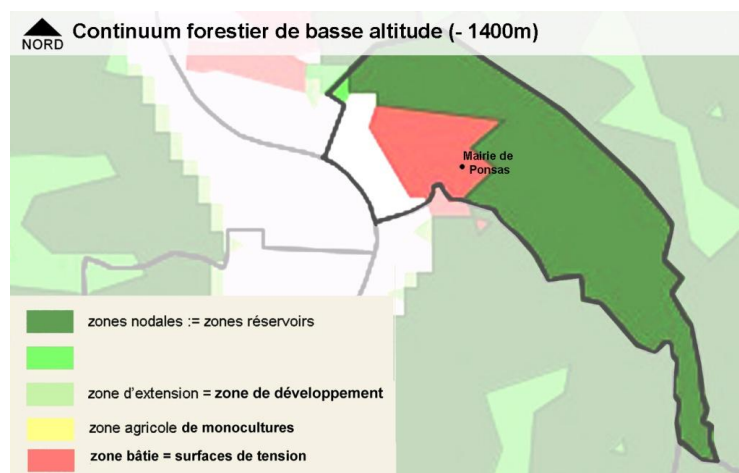 NORD
Continuum forestier de basse altitude (- 1400m)
Mairie de
Ponsas
zones nodales := zones réservoirs
zone d'extension = zone de développement
zone agricole de monocultures
zone bâtie = surfaces de tension